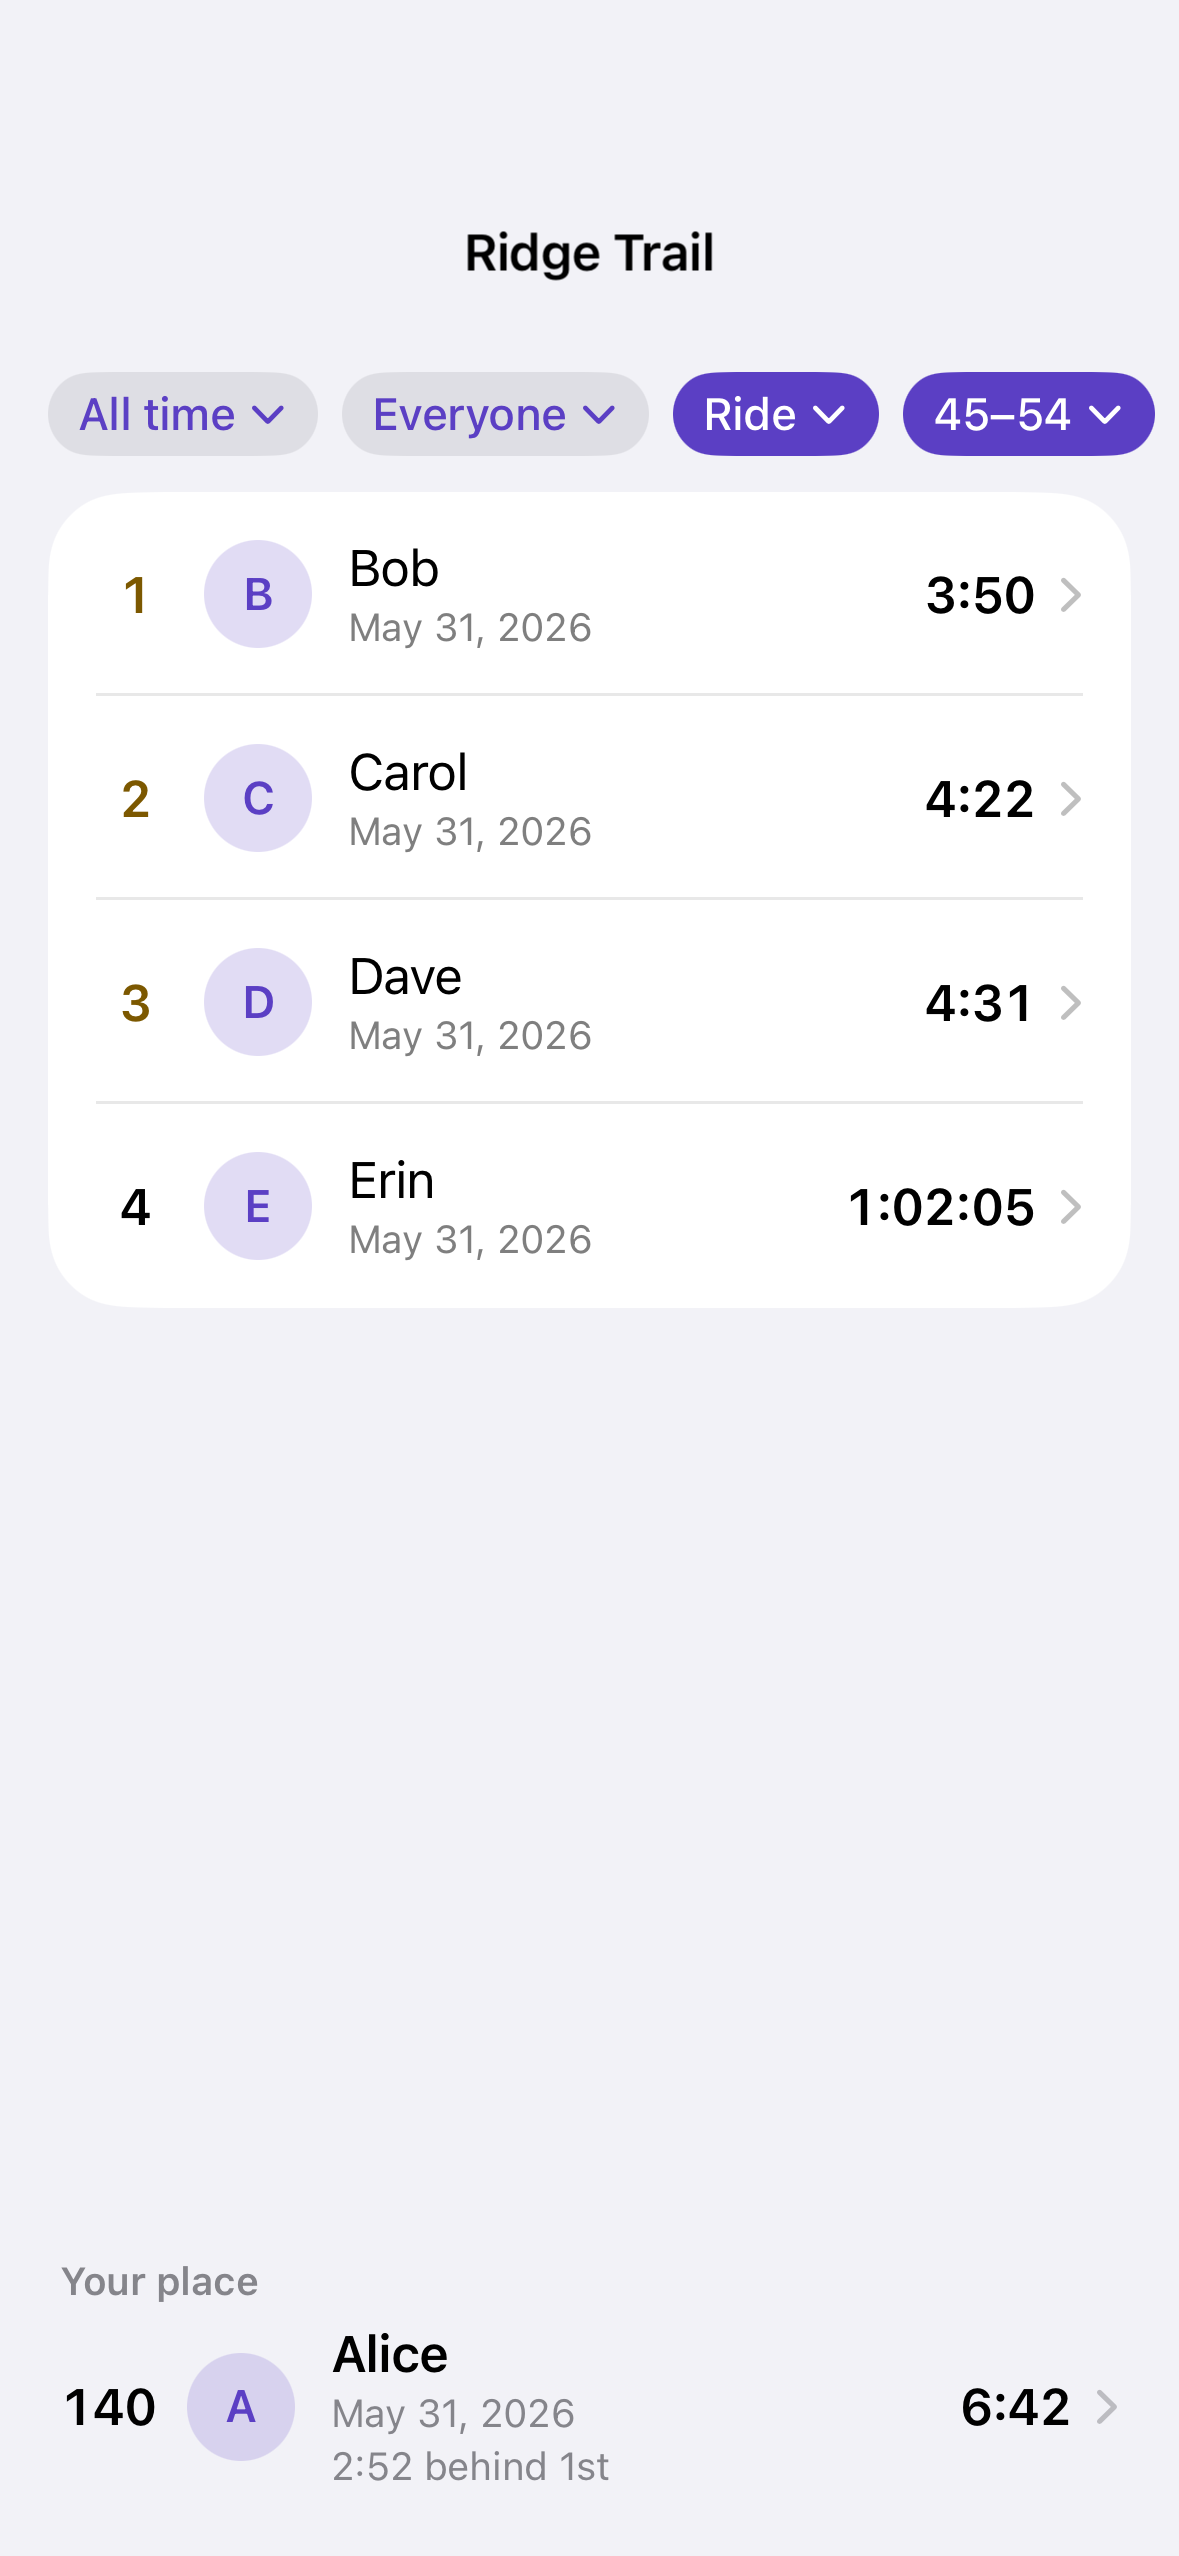 Ridge Trail
All time Everyone Ride 45–54
1 B Bob 3:50
May 31, 2026
2 C Carol 4:22
May 31, 2026
3 D Dave 4:31
May 31, 2026
4 E Erin 1:02:05
May 31, 2026
Your place
140 A Alice 6:42
May 31, 2026
2:52 behind 1st